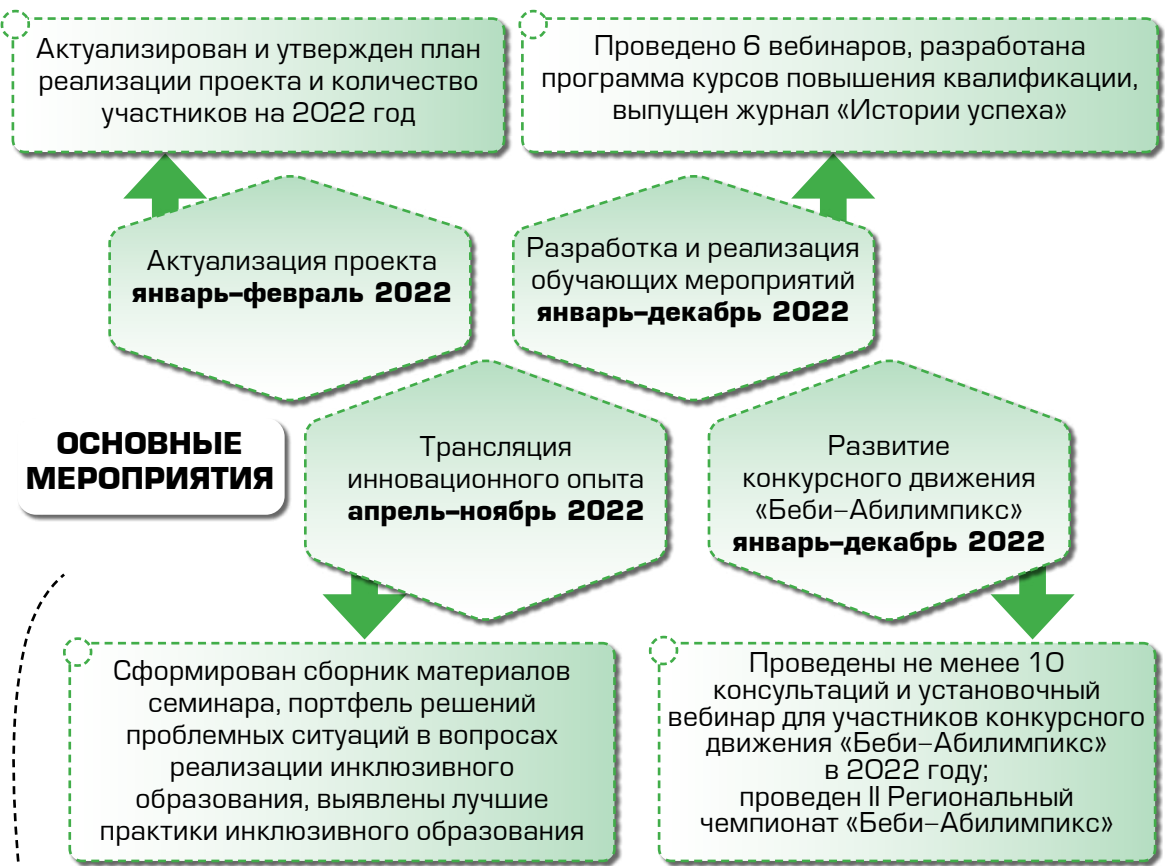 Актуализирован и утвержден план
реализации проекта и количество
участников на 2022 год
Проведено 6 вебинаров, разработана
программа курсов повышения квалификации,
выпущен журнал «Истории успеха»
Актуализация проекта
январь–февраль 2022
Разработка и реализация
обучающих мероприятий
январь–декабрь 2022
ОСНОВНЫЕ
МЕРОПРИЯТИЯ
Трансляция
инновационного опыта
апрель–ноябрь 2022
Развитие
конкурсного движения
«Беби–Абилимпикс»
январь–декабрь 2022
Сформирован сборник материалов
семинара, портфель решений
проблемных ситуаций в вопросах
реализации инклюзивного
образования, выявлены лучшие
практики инклюзивного образования
Проведены не менее 10
консультаций и установочный
вебинар для участников конкурсного
движения «Беби–Абилимпикс»
в 2022 году;
проведен II Региональный
чемпионат «Беби–Абилимпикс»